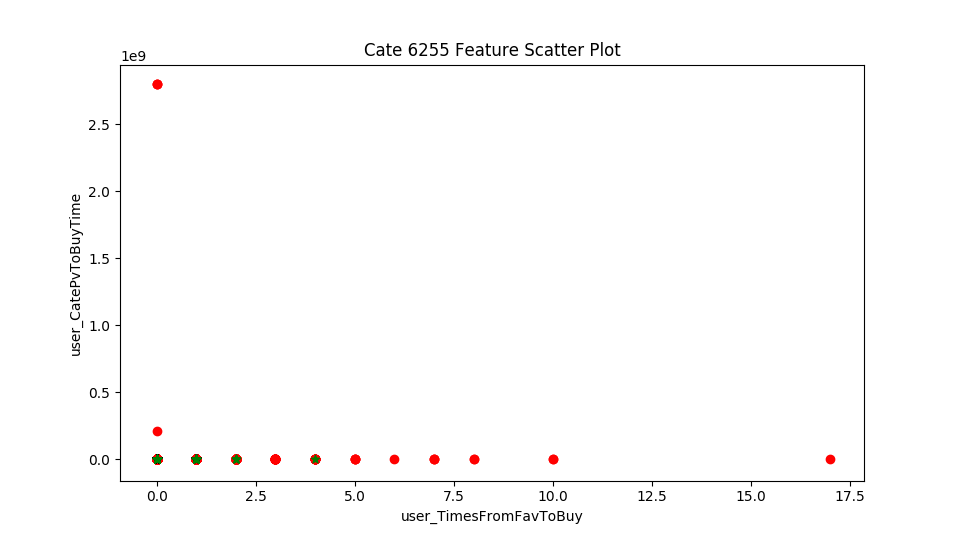 Cate 6255 Feature Scatter Plot
1e9
2.5
2.0
1.5
1.0
0.5
0.0
user_CatePvToBuyTime
0.0 2.5 5.0 7.5 10.0 12.5 15.0 17.5
user_TimesFromFavToBuy